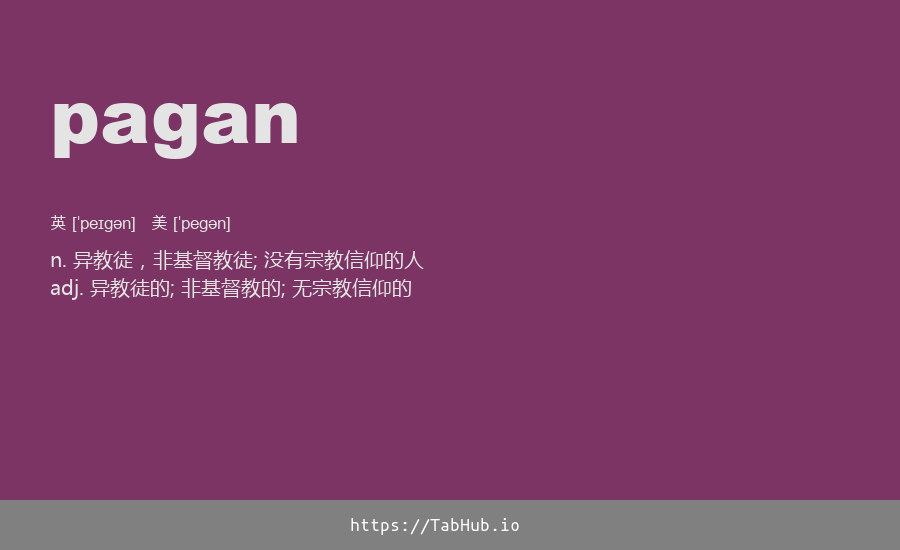 pagan
英 [ˈpeɪɡən] 美 [ˈpeɡən]
n. 异教徒，非基督教徒; 没有宗教信仰的人
adj. 异教徒的; 非基督教的; 无宗教信仰的
https://TabHub.io